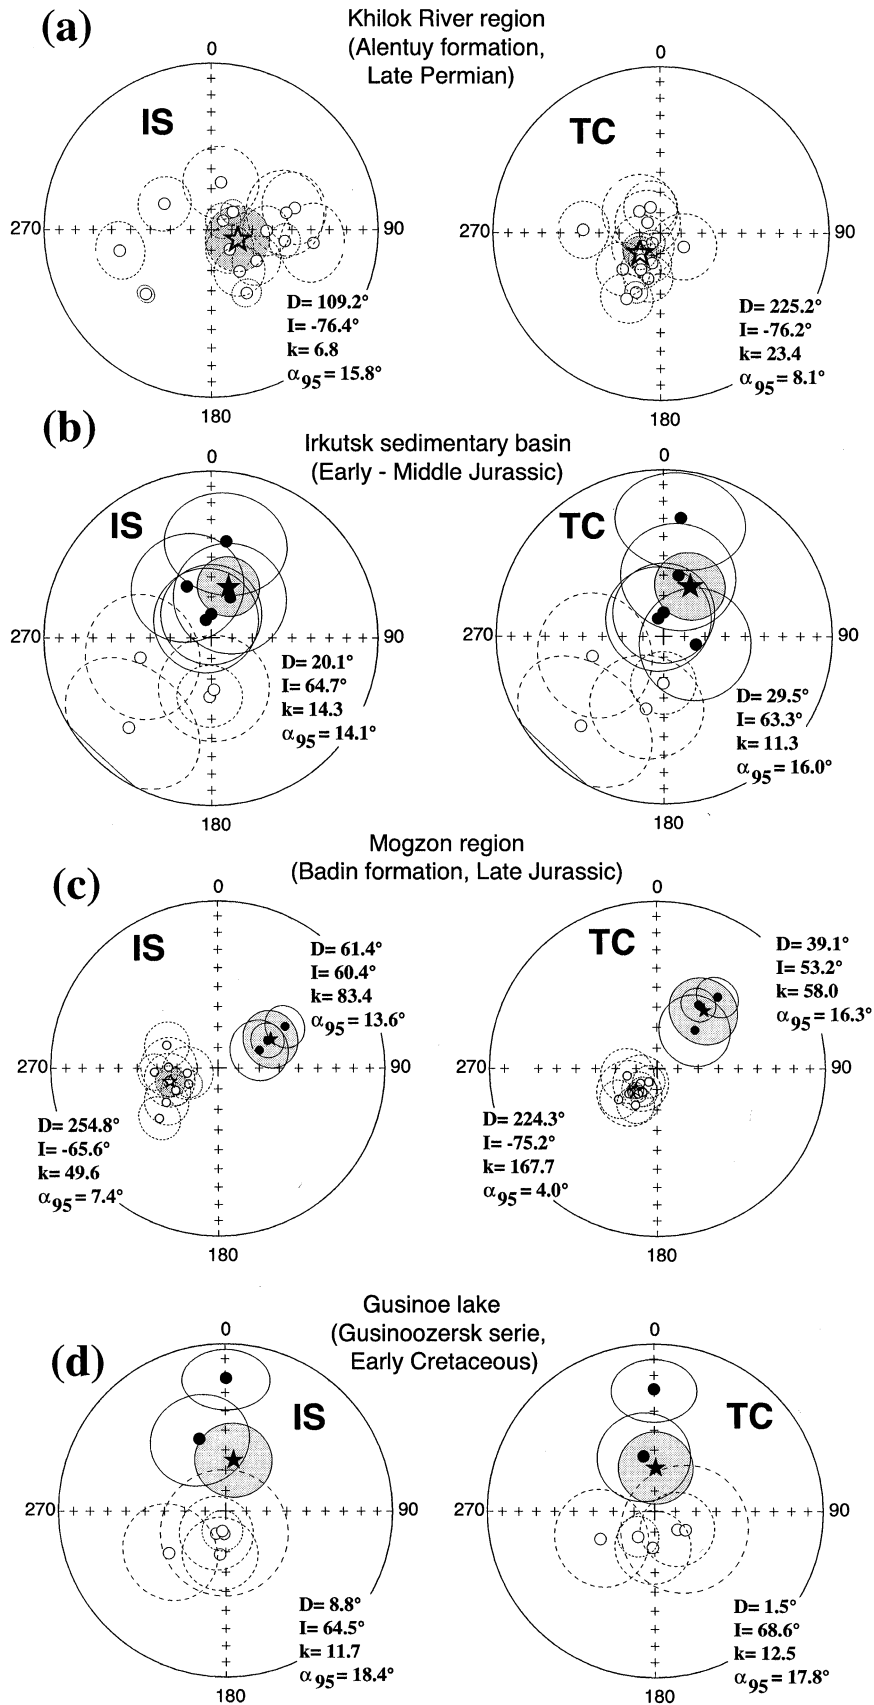 (a)
Khilok River region
(Alentuy formation,
Late Permian)
0
IS
270
90
D= 109.2°
I= -76.4°
k= 6.8
α95= 15.8°
180
0
TC
270
90
D= 225.2°
I= -76.2°
k= 23.4
α95= 8.1°
180
(b)
Irkutsk sedimentary basin
(Early - Middle Jurassic)
0
IS
270
90
D= 20.1°
I= 64.7°
k= 14.3
α95= 14.1°
180
0
TC
270
90
D= 29.5°
I= 63.3°
k= 11.3
α95= 16.0°
180
(c)
Mogzon region
(Badin formation, Late Jurassic)
0
IS
D= 61.4°
I= 60.4°
k= 83.4
α95= 13.6°
270
90
D= 254.8°
I= -65.6°
k= 49.6
α95= 7.4°
180
0
TC
D= 39.1°
I= 53.2°
k= 58.0
α95= 16.3°
270
90
D= 224.3°
I= -75.2°
k= 167.7
α95= 4.0°
180
(d)
Gusinoe lake
(Gusinoozersk serie,
Early Cretaceous)
0
IS
270
90
D= 8.8°
I= 64.5°
k= 11.7
α95= 18.4°
180
0
TC
270
90
D= 1.5°
I= 68.6°
k= 12.5
α95= 17.8°
180